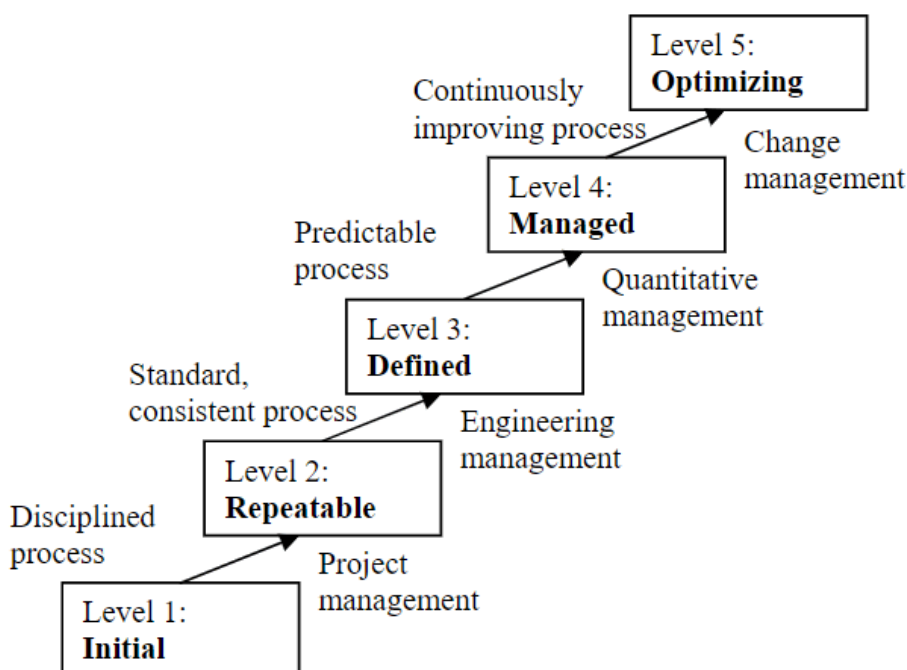 Level 5:
Optimizing
Continuously
improving process
Change
management
Level 4:
Managed
Predictable
process
Quantitative
management
Level 3:
Defined
Standard,
consistent process
Engineering
management
Level 2:
Repeatable
Disciplined
process
Project
management
Level 1:
Initial